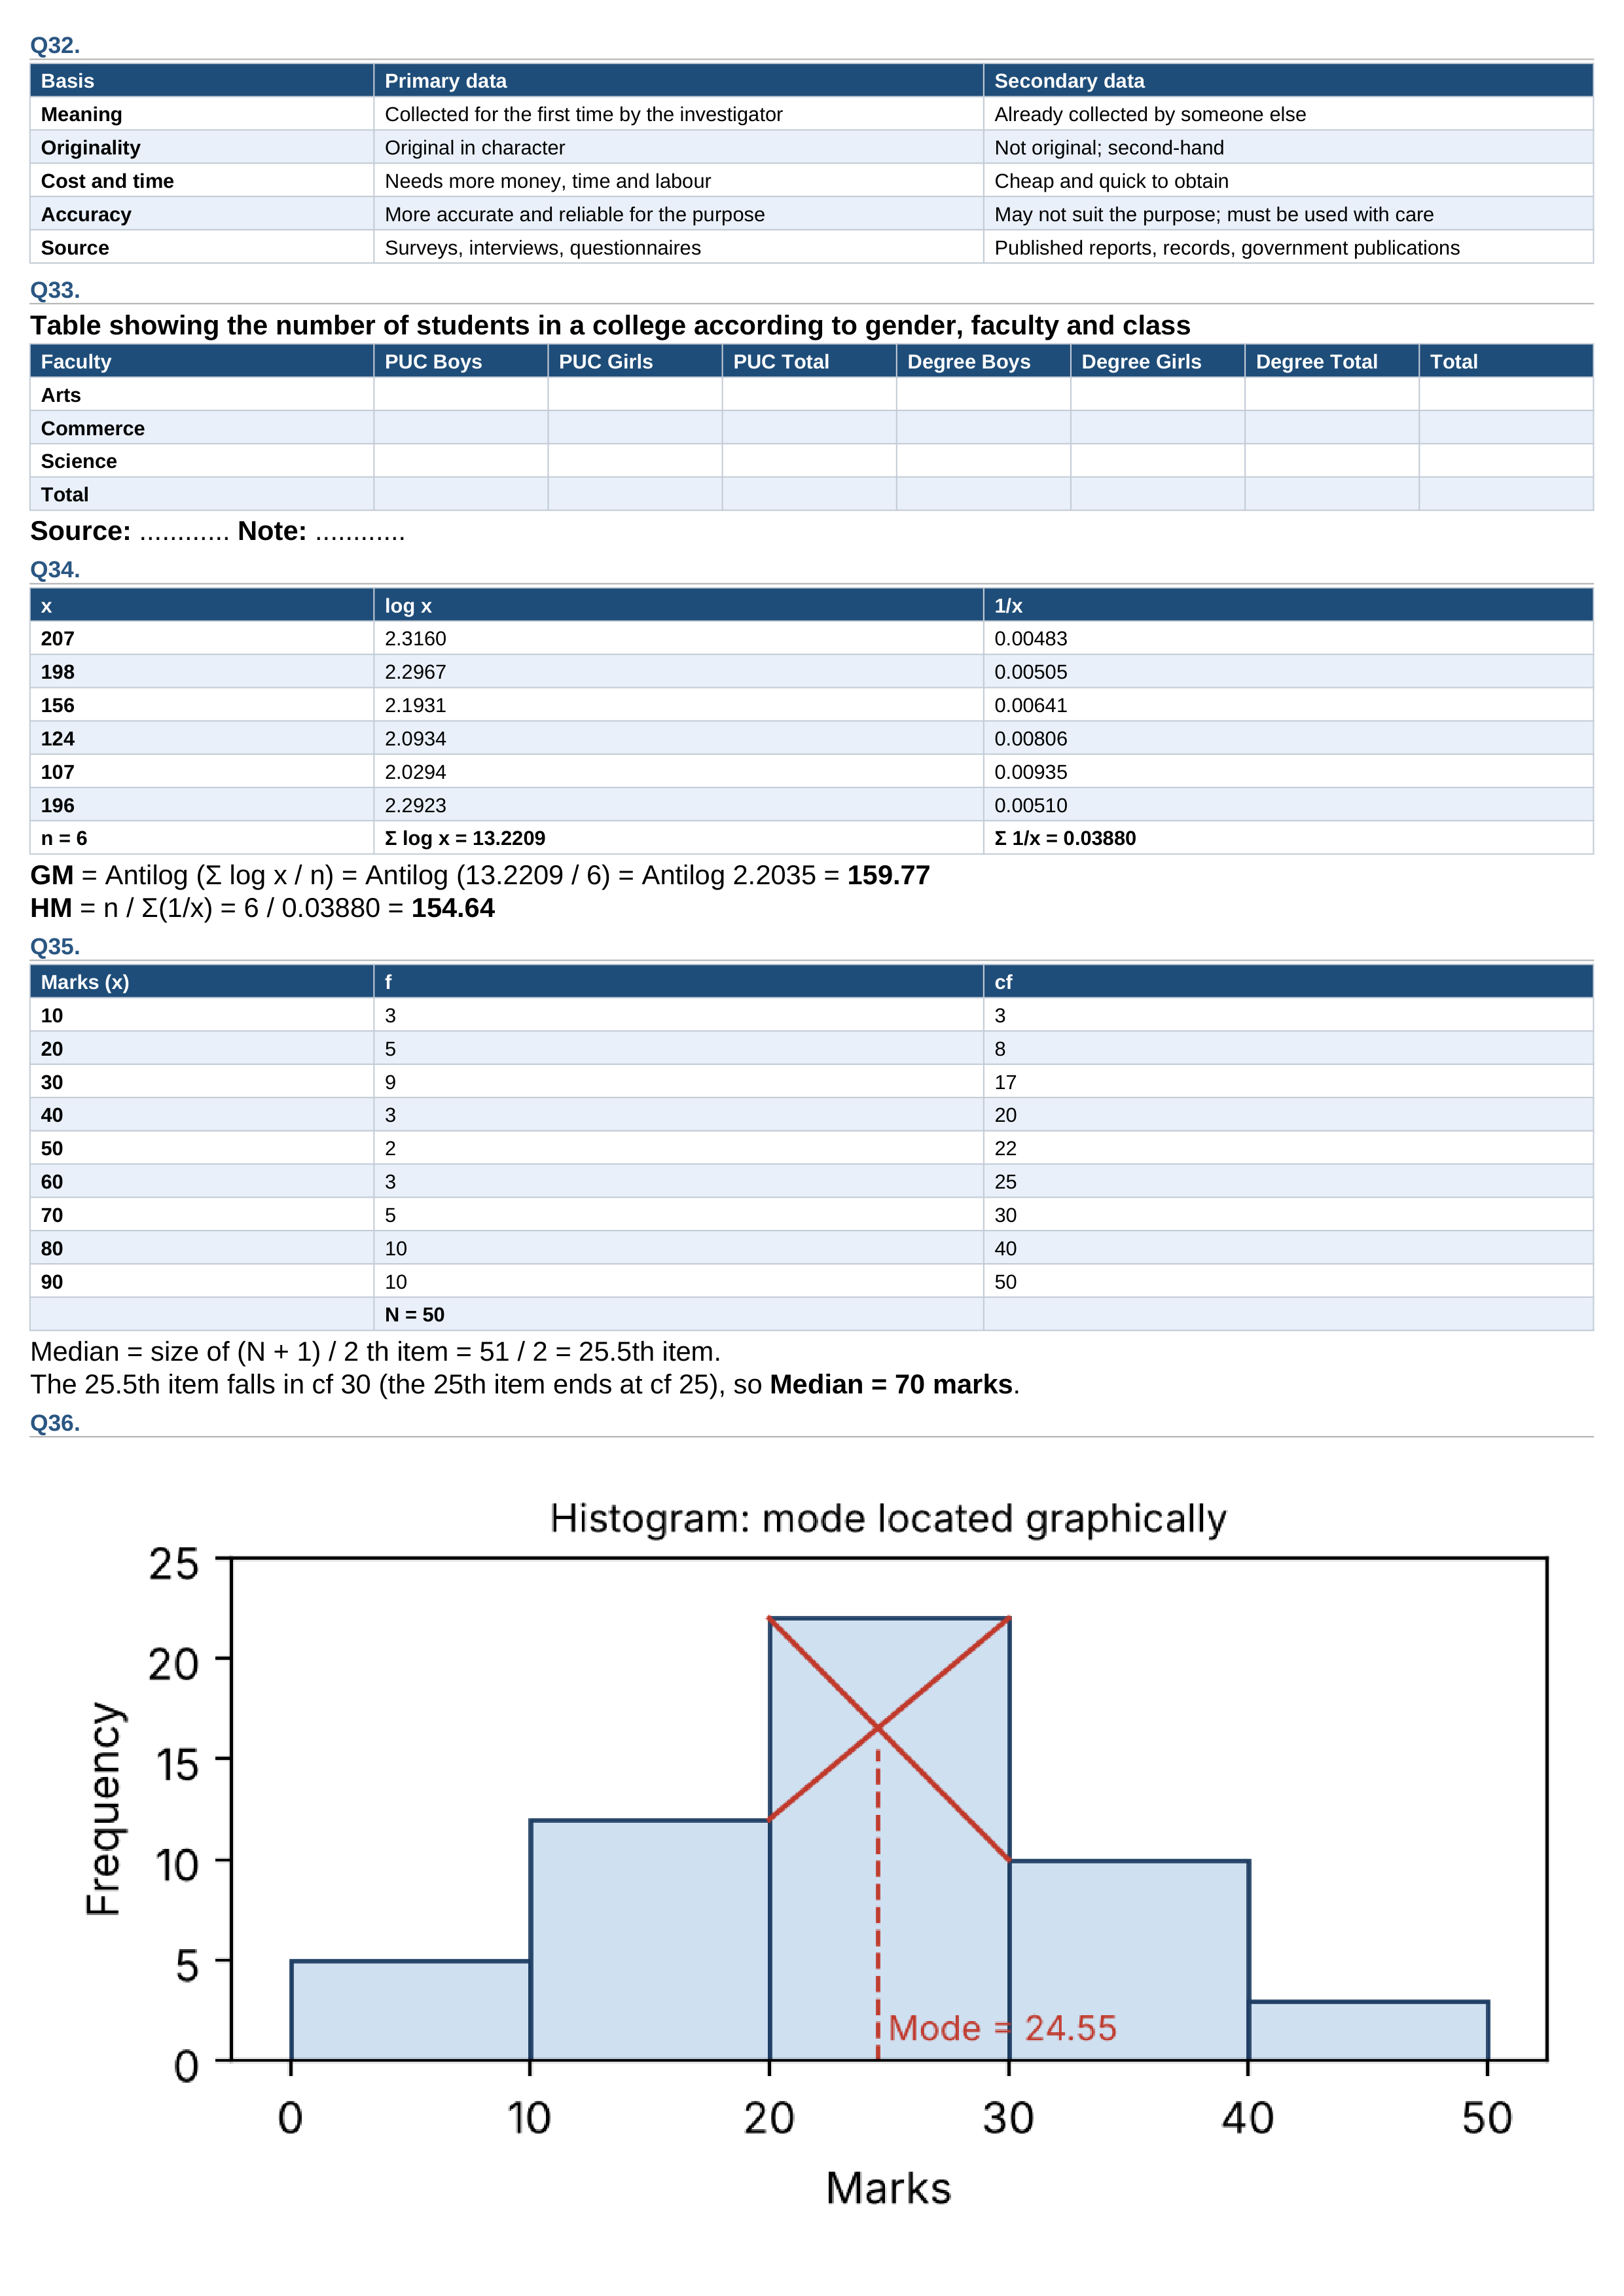 Q32.
Basis Primary data Secondary data
Meaning Collected for the first time by the investigator Already collected by someone else
Originality Original in character Not original; second-hand
Cost and time Needs more money, time and labour Cheap and quick to obtain
Accuracy More accurate and reliable for the purpose May not suit the purpose; must be used with care
Source Surveys, interviews, questionnaires Published reports, records, government publications
Q33.
Table showing the number of students in a college according to gender, faculty and class
Faculty PUC Boys PUC Girls PUC Total Degree Boys Degree Girls Degree Total Total
Arts
Commerce
Science
Total
Source: ............ Note: ............
Q34.
x log x 1/x
207 2.3160 0.00483
198 2.2967 0.00505
156 2.1931 0.00641
124 2.0934 0.00806
107 2.0294 0.00935
196 2.2923 0.00510
n = 6 Σ log x = 13.2209 Σ 1/x = 0.03880
GM = Antilog (Σ log x / n) = Antilog (13.2209 / 6) = Antilog 2.2035 = 159.77
HM = n / Σ(1/x) = 6 / 0.03880 = 154.64
Q35.
Marks (x) f cf
10 3 3
20 5 8
30 9 17
40 3 20
50 2 22
60 3 25
70 5 30
80 10 40
90 10 50
N = 50
Median = size of (N + 1) / 2 th item = 51 / 2 = 25.5th item.
The 25.5th item falls in cf 30 (the 25th item ends at cf 25), so Median = 70 marks.
Q36.
Histogram: mode located graphically
25
20
15
10
5
0
Frequency
Mode = 24.55
0 10 20 30 40 50
Marks